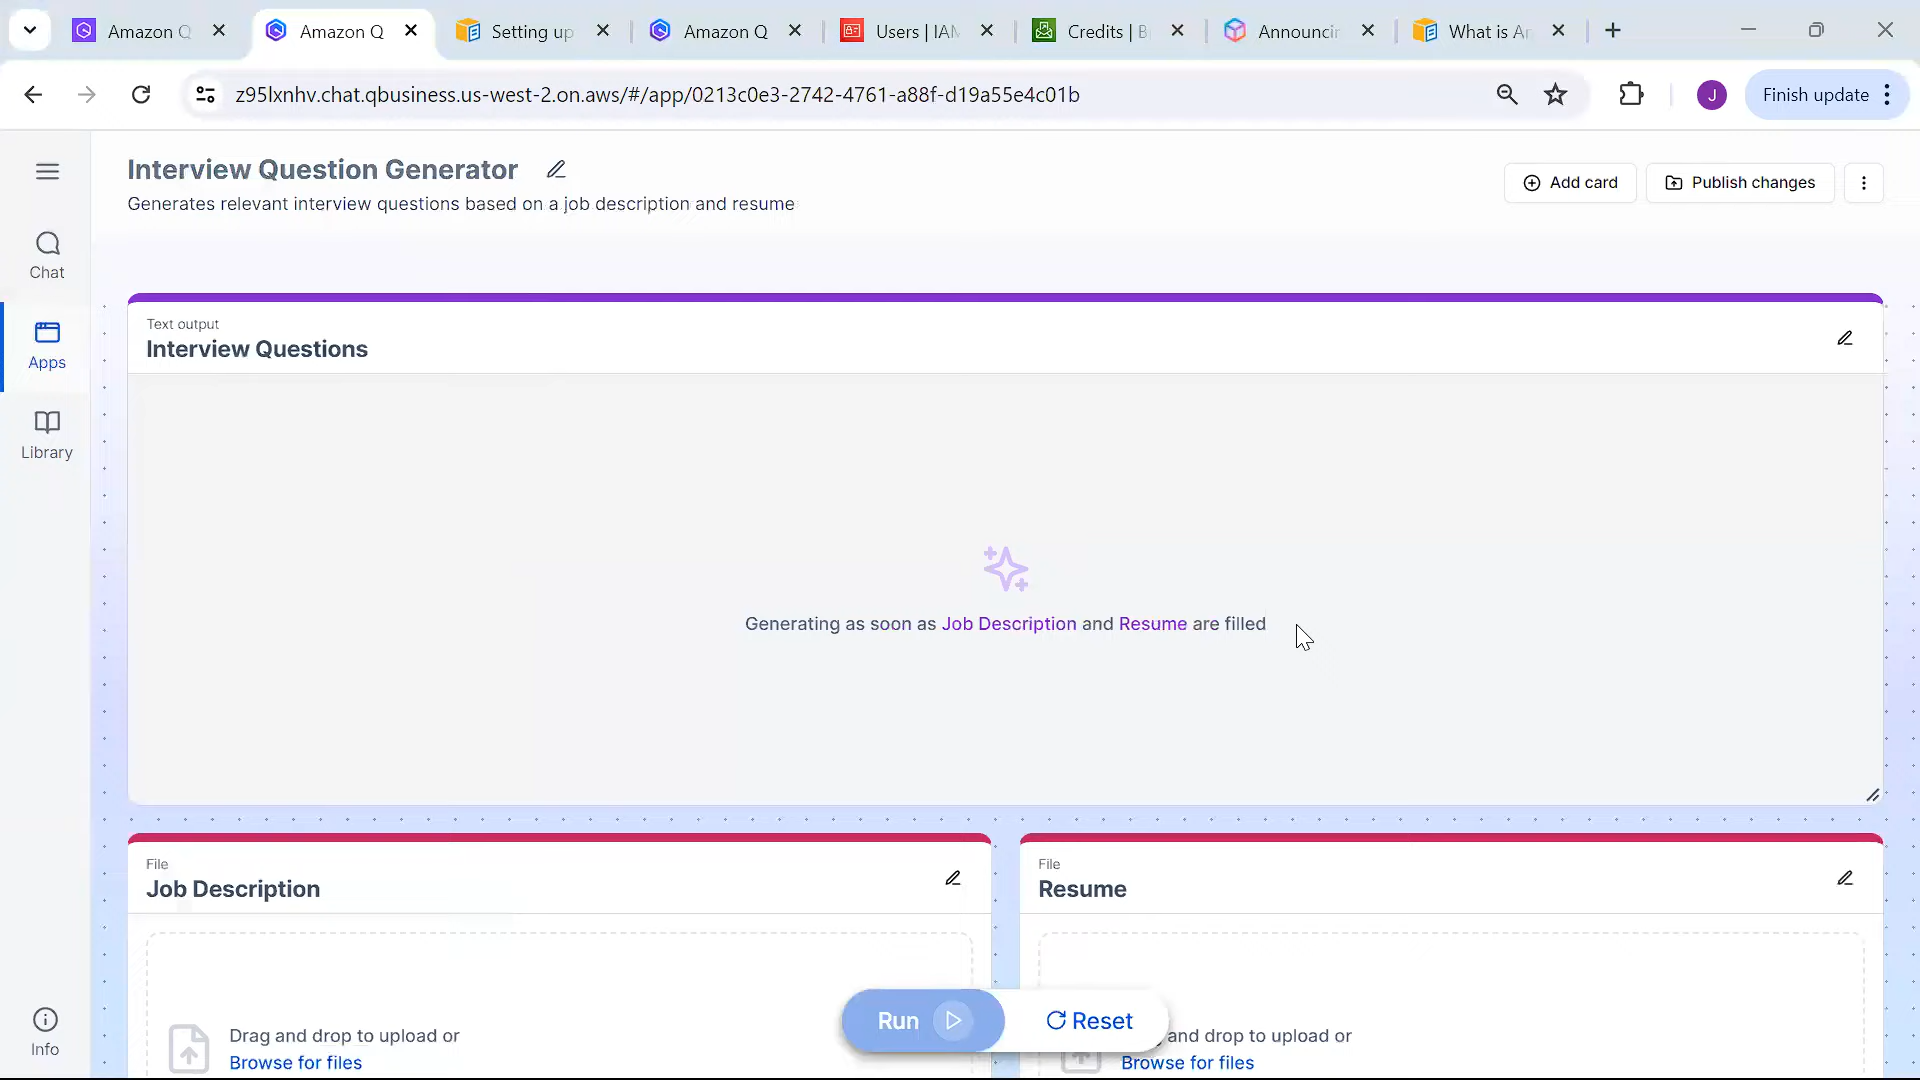 Amazon Q
Amazon Q
Setting up
Amazon Q
Users | IAM
Credits | B
Announcin
What is Am
z95lxnhv.chat.qbusiness.us-west-2.on.aws/#/app/0213c0e3-2742-4761-a88f-d19a55e4c01b
J
Finish update
Interview Question Generator
Generates relevant interview questions based on a job description and resume
Add card
Publish changes
Chat
Apps
Library
Info
Text output
Interview Questions
Generating as soon as Job Description and Resume are filled
File
Job Description
Drag and drop to upload or
Browse for files
File
Resume
and drop to upload or
Browse for files
Run
Reset